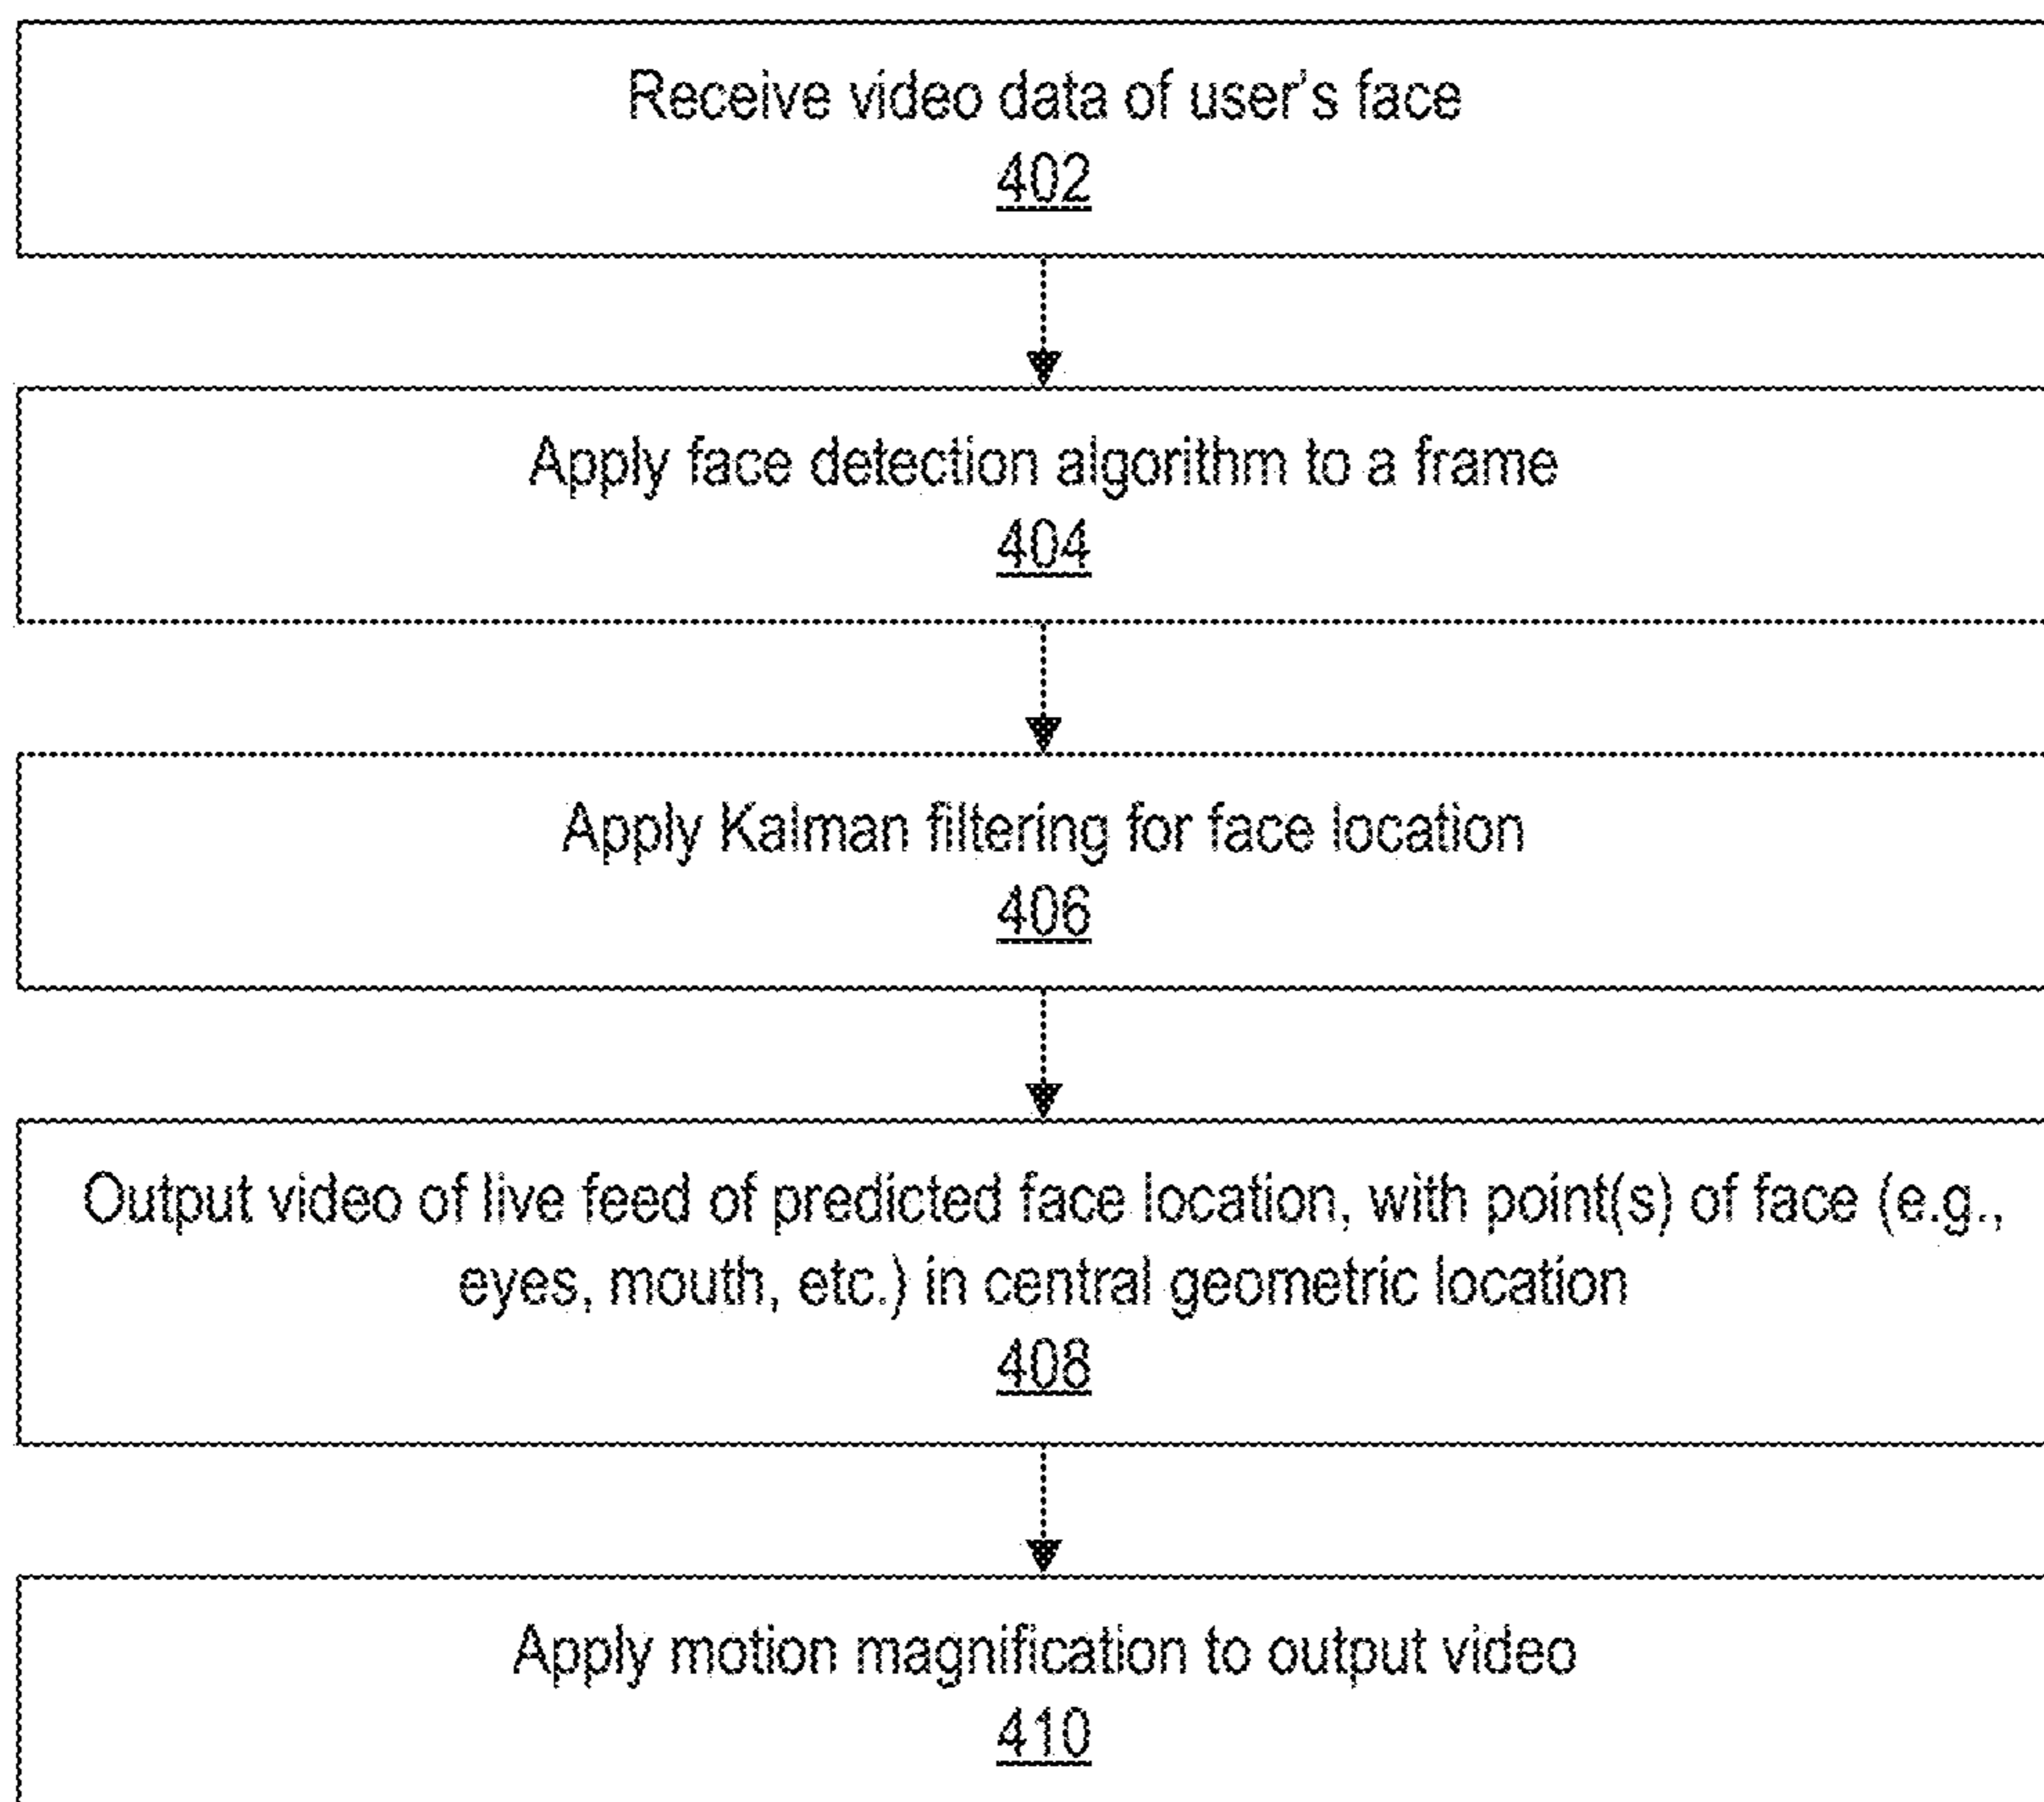 Receive video data of user's face
402
Apply face detection algorithm to a frame
404
Apply Kalman filtering for face location
406
Output video of live feed of predicted face location, with point(s) of face (e.g.,
eyes, mouth, etc.) in central geometric location
408
Apply motion magnification to output video
410